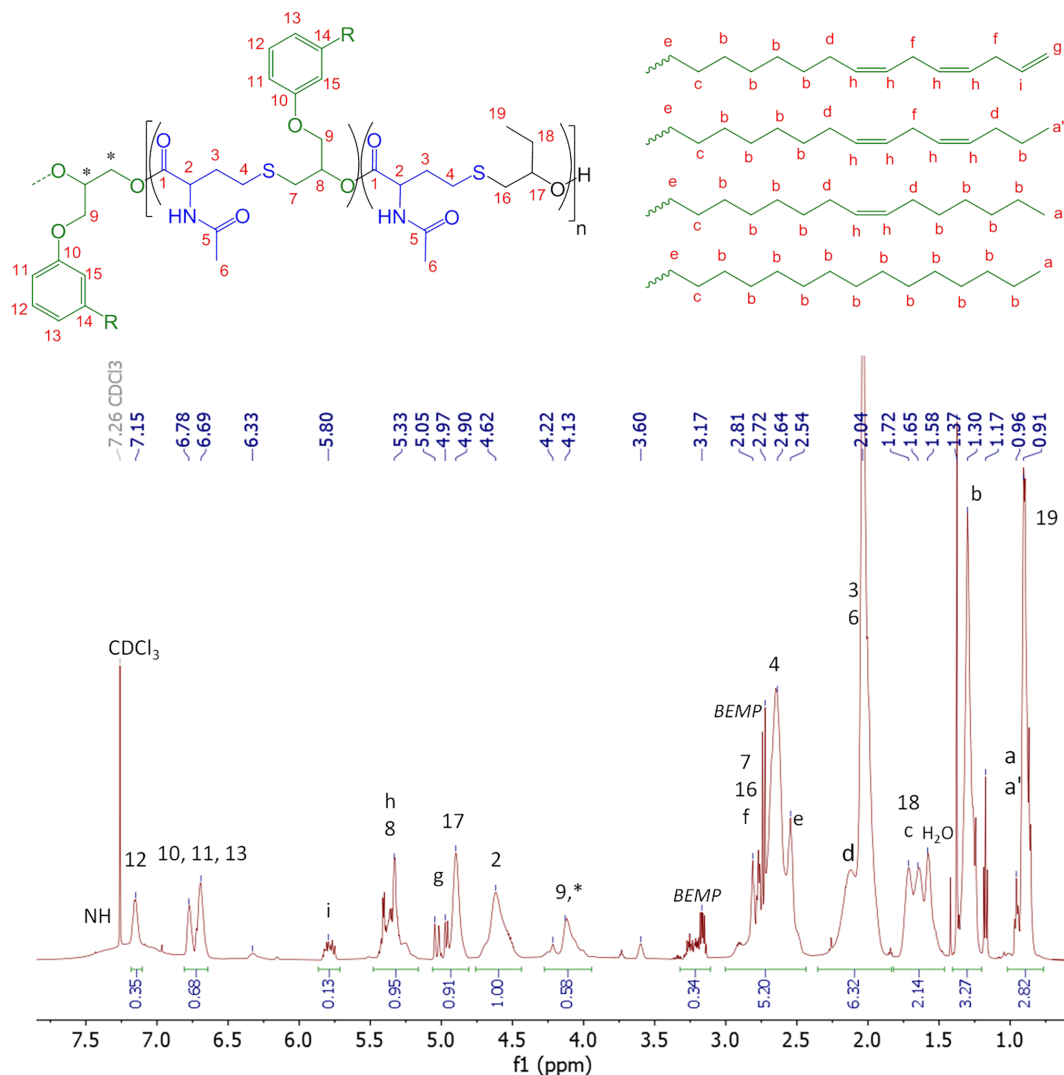 13
14
R
12
11
15
10
O
9
19
18
O
3
O
3
*
*
2
4
S
8
2
4
S
17
H
O
O
1
7
O
1
16
O
n
9
HN
O
HN
O
O
5
5
10
6
6
11
15
12
14
R
13
e b b b d f f g
c b b h h h h i
e b b b d f d a'
c b b h h h h b
e b b b d d b b
c b b h h b b a
e b b b b b b b
c b b b b b b a
7.26 CDCl3
7.15
6.78
6.69
6.33
5.80
5.33
5.05
4.97
4.90
4.62
4.22
4.13
3.60
3.17
2.81
2.72
2.64
2.54
2.04
1.72
1.65
1.58
1.37
1.30
1.17
0.96
0.91
CDCl3
NH
12
10, 11, 13
i
h
8
g
17
2
9,*
BEMP
BEMP
7
16
f
4
e
3
6
d
18
c
H2O
b
a
a'
19
0.35
0.68
0.13
0.95
0.91
1.00
0.58
0.34
5.20
6.32
2.14
3.27
2.82
7.5 7.0 6.5 6.0 5.5 5.0 4.5 4.0 3.5 3.0 2.5 2.0 1.5 1.0
f1 (ppm)